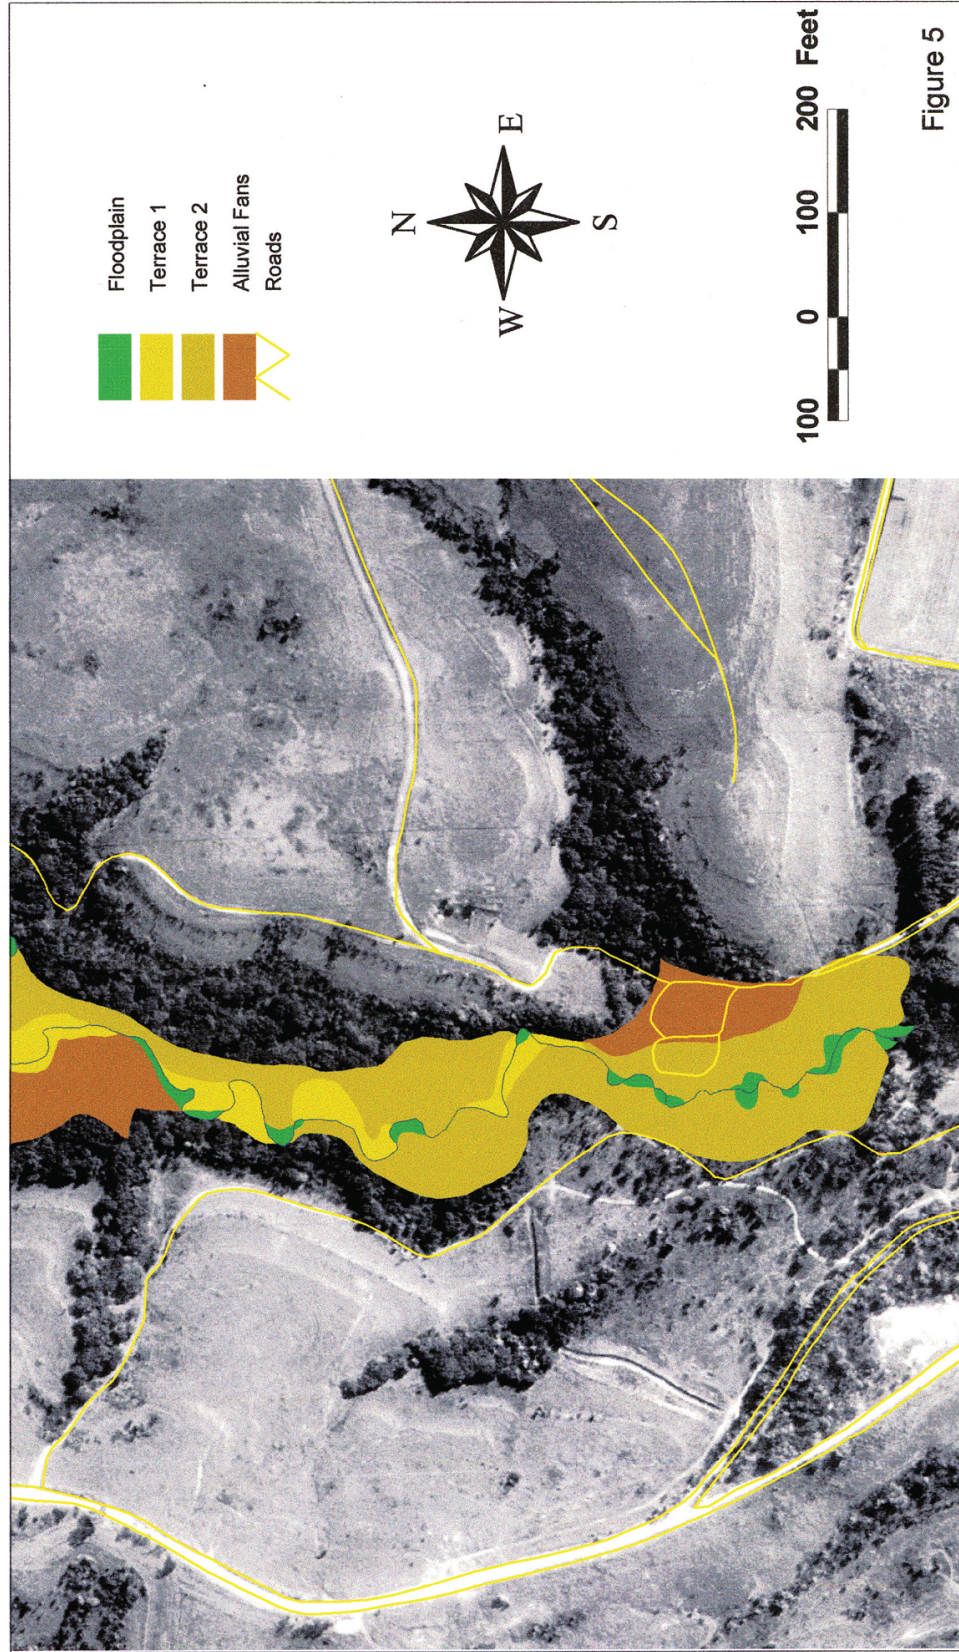 Floodplain
Terrace 1
Terrace 2
Alluvial Fans
Roads
N
W E
S
100 0 100 200 Feet
Figure 5